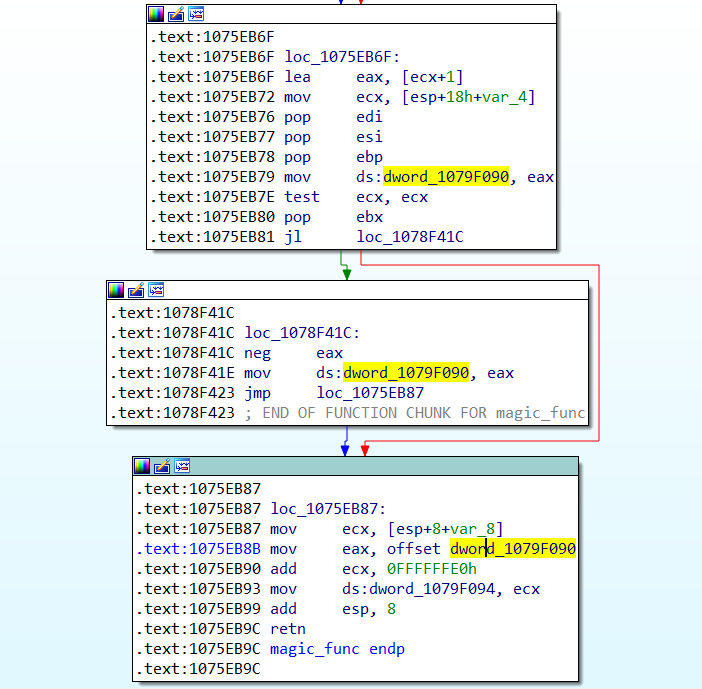 .text:1075EB6F
.text:1075EB6F loc_1075EB6F:
.text:1075EB6F lea     eax, [ecx+1]
.text:1075EB72 mov     ecx, [esp+18h+var_4]
.text:1075EB76 pop     edi
.text:1075EB77 pop     esi
.text:1075EB78 pop     ebp
.text:1075EB79 mov     ds:dword_1079F090, eax
.text:1075EB7E test    ecx, ecx
.text:1075EB80 pop     ebx
.text:1075EB81 jl      loc_1078F41C
.text:1078F41C
.text:1078F41C loc_1078F41C:
.text:1078F41C neg     eax
.text:1078F41E mov     ds:dword_1079F090, eax
.text:1078F423 jmp     loc_1075EB87
.text:1078F423 ; END OF FUNCTION CHUNK FOR magic_func
.text:1075EB87
.text:1075EB87 loc_1075EB87:
.text:1075EB87 mov     ecx, [esp+8+var_8]
.text:1075EB8B mov     eax, offset dword_1079F090
.text:1075EB90 add     ecx, 0FFFFFFE0h
.text:1075EB93 mov     ds:dword_1079F094, ecx
.text:1075EB99 add     esp, 8
.text:1075EB9C retn
.text:1075EB9C magic_func endp
.text:1075EB9C